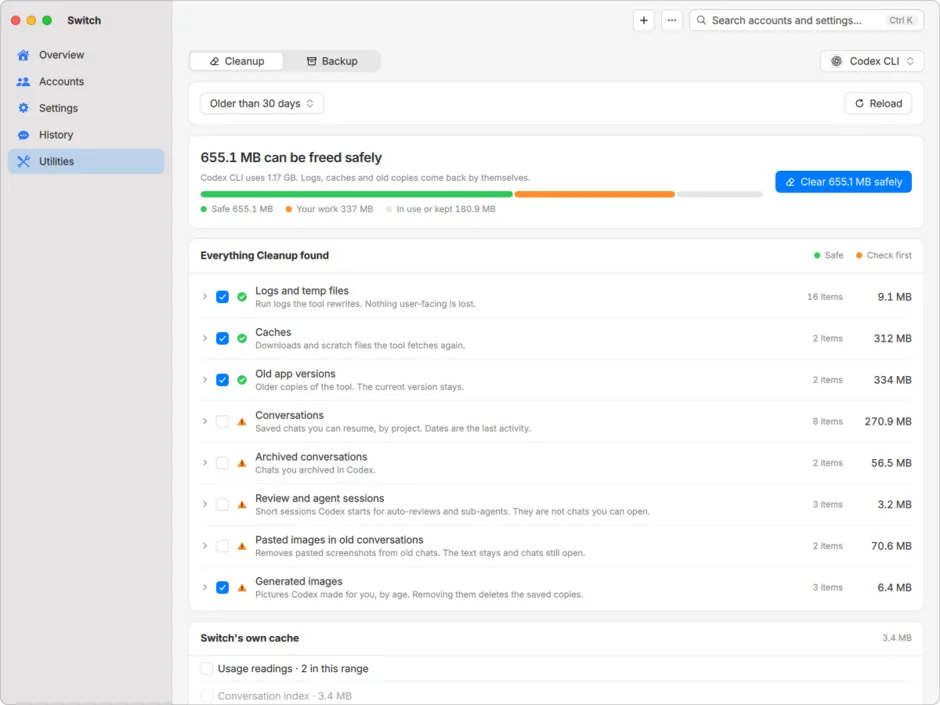 Switch
Search accounts and settings...
Ctrl K
Overview
Accounts
Settings
History
Utilities
Cleanup
Backup
Codex CLI
Older than 30 days
Reload
655.1 MB can be freed safely
Codex CLI uses 1.17 GB. Logs, caches and old copies come back by themselves.
Clear 655.1 MB safely
Safe 655.1 MB
Your work 337 MB
In use or kept 180.9 MB
Everything Cleanup found
Safe
Check first
Logs and temp files
Run logs the tool rewrites. Nothing user-facing is lost.
16 items
9.1 MB
Caches
Downloads and scratch files the tool fetches again.
2 items
312 MB
Old app versions
Older copies of the tool. The current version stays.
2 items
334 MB
Conversations
Saved chats you can resume, by project. Dates are the last activity.
8 items
270.9 MB
Archived conversations
Chats you archived in Codex.
2 items
56.5 MB
Review and agent sessions
Short sessions Codex starts for auto-reviews and sub-agents. They are not chats you can open.
3 items
3.2 MB
Pasted images in old conversations
Removes pasted screenshots from old chats. The text stays and chats still open.
2 items
70.6 MB
Generated images
Pictures Codex made for you, by age. Removing them deletes the saved copies.
3 items
6.4 MB
Switch's own cache
3.4 MB
Usage readings · 2 in this range
Conversation index · 3.4 MB